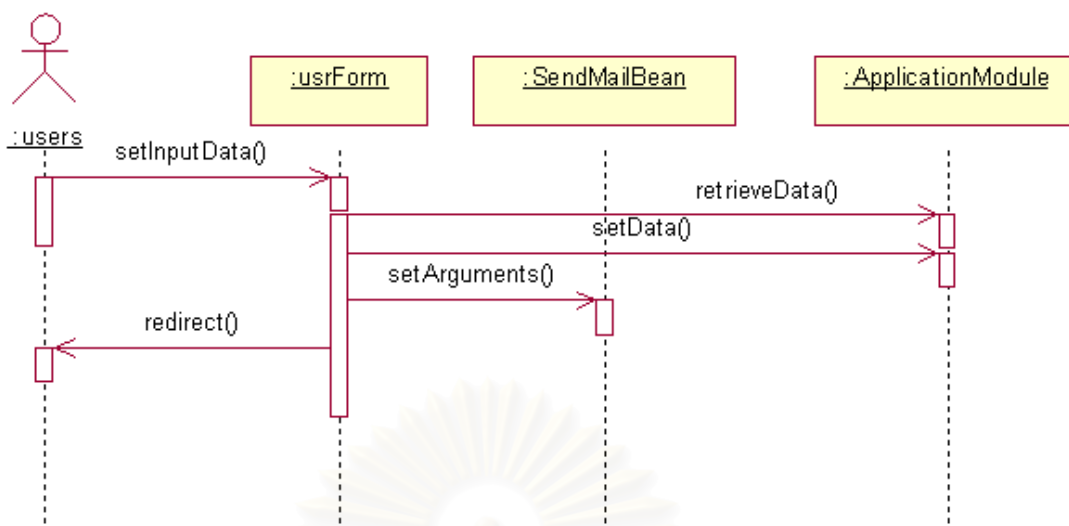 :usrForm
:SendMailBean
:ApplicationModule
:users
setInputData()
retrieveData()
setData()
setArguments()
redirect()